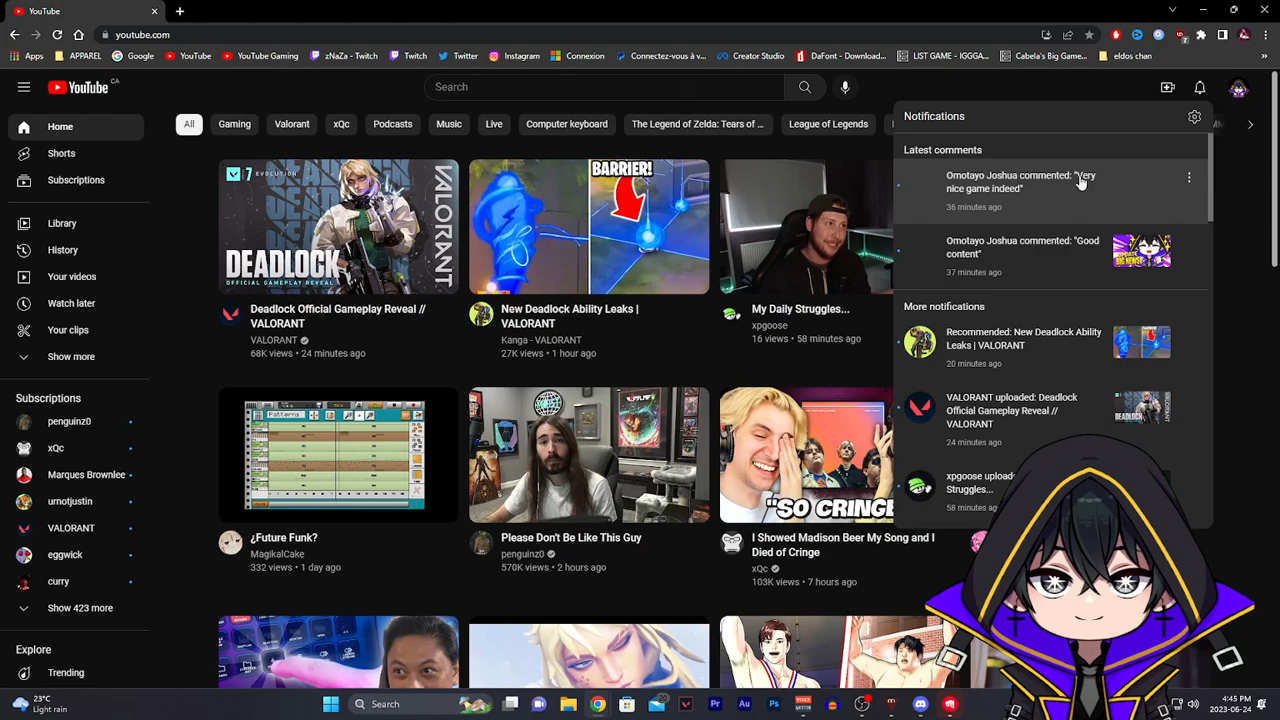 YouTube
youtube.com
Apps
APPAREL
Google
YouTube
YouTube Gaming
zNaZa - Twitch
Twitch
Twitter
Instagram
Connexion
Connectez-vous à v...
Creator Studio
DaFont - Download...
LIST GAME - IGGGA...
Cabela's Big Game...
eldos chan
YouTube CA
Search
Home
Shorts
Subscriptions
Library
History
Your videos
Watch later
Your clips
Show more
Subscriptions
penguinz0
xQc
Marques Brownlee
urnotjustin
VALORANT
eggwick
curry
Show 423 more
Explore
Trending
All
Gaming
Valorant
xQc
Podcasts
Music
Live
Computer keyboard
The Legend of Zelda: Tears of ...
League of Legends
DEADLOCK
OFFICIAL GAMEPLAY REVEAL
VALORANT
Deadlock Official Gameplay Reveal //
VALORANT
VALORANT
68K views • 24 minutes ago
BARRIER!
New Deadlock Ability Leaks |
VALORANT
Kanga - VALORANT
27K views • 1 hour ago
My Daily Struggles...
xpgoose
16 views • 58 minutes ago
Patterns
¿Future Funk?
MagikalCake
332 views • 1 day ago
Please Don't Be Like This Guy
penguinz0
570K views • 2 hours ago
"SO CRINGE
I Showed Madison Beer My Song and I
Died of Cringe
xQc
103K views • 7 hours ago
Notifications
Latest comments
Omotayo Joshua commented: "Very
nice game indeed"
36 minutes ago
Omotayo Joshua commented: "Good
content"
37 minutes ago
More notifications
Recommended: New Deadlock Ability
Leaks | VALORANT
20 minutes ago
VALORANT uploaded: Deadlock
Official Gameplay Reveal //
VALORANT
24 minutes ago
xpgoose
Struggles...
58 minutes
23°C
Light rain
Search
4:45 PM
2023-06-24